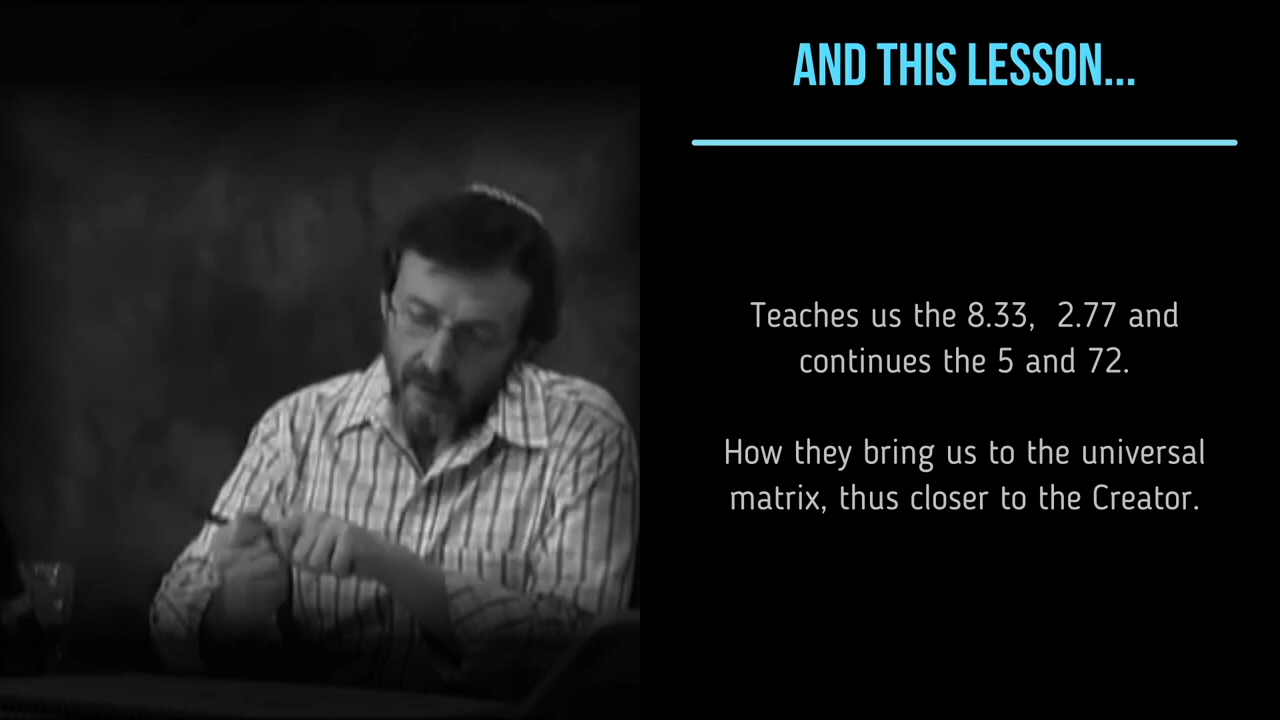 AND THIS LESSON...
Teaches us the 8.33,  2.77 and
continues the 5 and 72.
How they bring us to the universal
matrix, thus closer to the Creator.